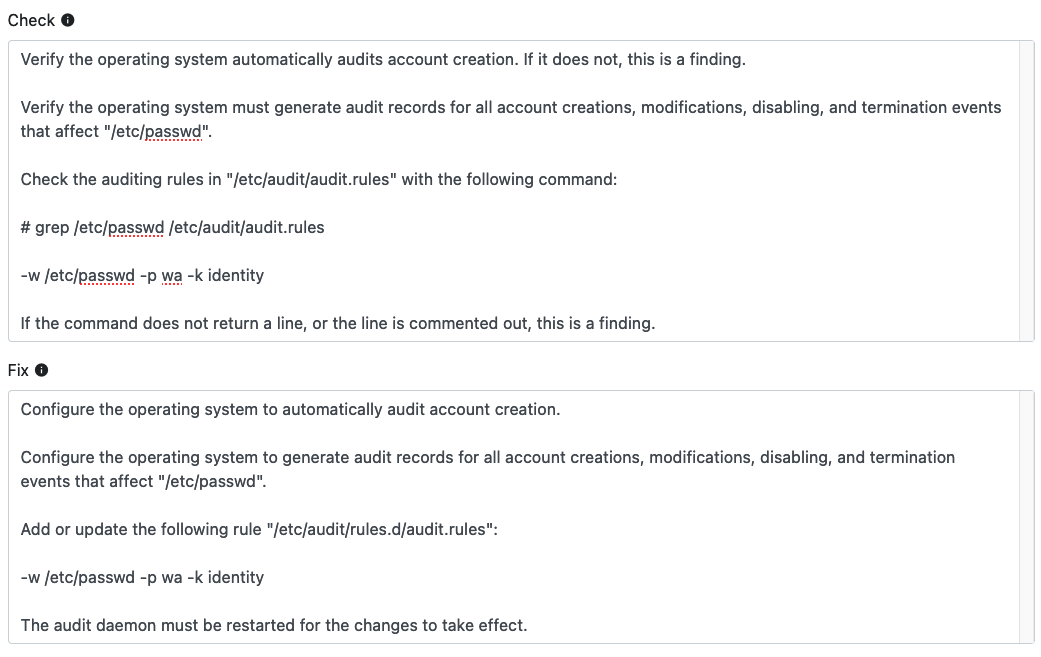 Check
Verify the operating system automatically audits account creation. If it does not, this is a finding.
Verify the operating system must generate audit records for all account creations, modifications, disabling, and termination events
that affect "/etc/passwd".
Check the auditing rules in "/etc/audit/audit.rules" with the following command:
# grep /etc/passwd /etc/audit/audit.rules
-w /etc/passwd -p wa -k identity
If the command does not return a line, or the line is commented out, this is a finding.
Fix
Configure the operating system to automatically audit account creation.
Configure the operating system to generate audit records for all account creations, modifications, disabling, and termination
events that affect "/etc/passwd".
Add or update the following rule "/etc/audit/rules.d/audit.rules":
-w /etc/passwd -p wa -k identity
The audit daemon must be restarted for the changes to take effect.